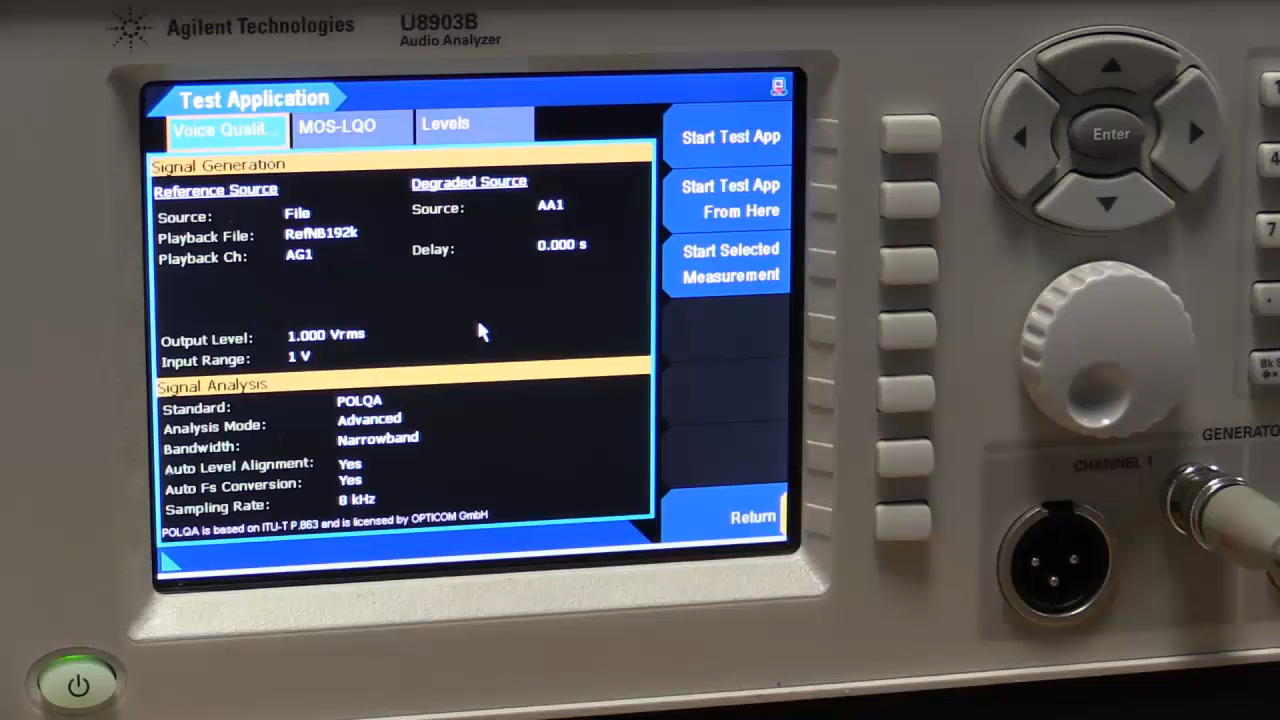 Agilent Technologies
U8903B
Audio Analyzer
Test Application
Voice Qualit...
MOS-LQO
Levels
Signal Generation
Reference Source
Degraded Source
Source: File
Source: AA1
Playback File: RefNB192k
Playback Ch: AG1
Delay: 0.000 s
Output Level: 1.000 Vrms
Input Range: 1 V
Signal Analysis
Standard: POLQA
Analysis Mode: Advanced
Bandwidth: Narrowband
Auto Level Alignment: Yes
Auto Fs Conversion: Yes
Sampling Rate: 8 kHz
POLQA is based on ITU-T P.863 and is licensed by OPTICOM GmbH
Start Test App
Start Test App
From Here
Start Selected
Measurement
Return
Enter
4
7
.
CHANNEL 1